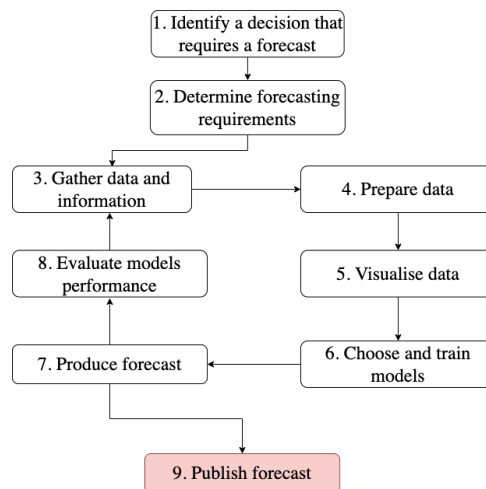 1. Identify a decision that
requires a forecast
2. Determine forecasting
requirements
3. Gather data and
information
4. Prepare data
8. Evaluate models
performance
5. Visualise data
7. Produce forecast
6. Choose and train
models
9. Publish forecast